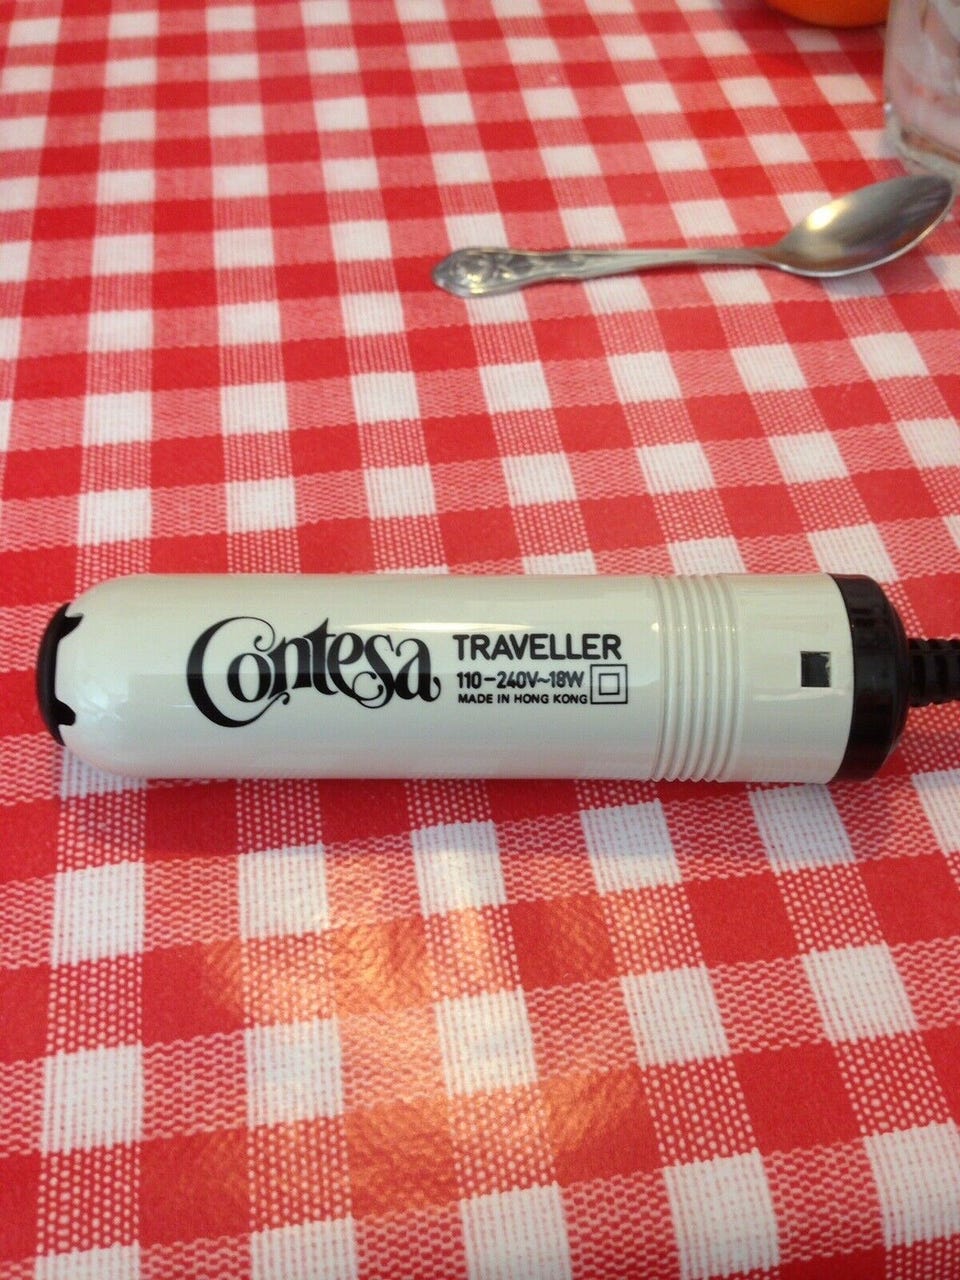 Contesa TRAVELLER
110-240V~18W
MADE IN HONG KONG